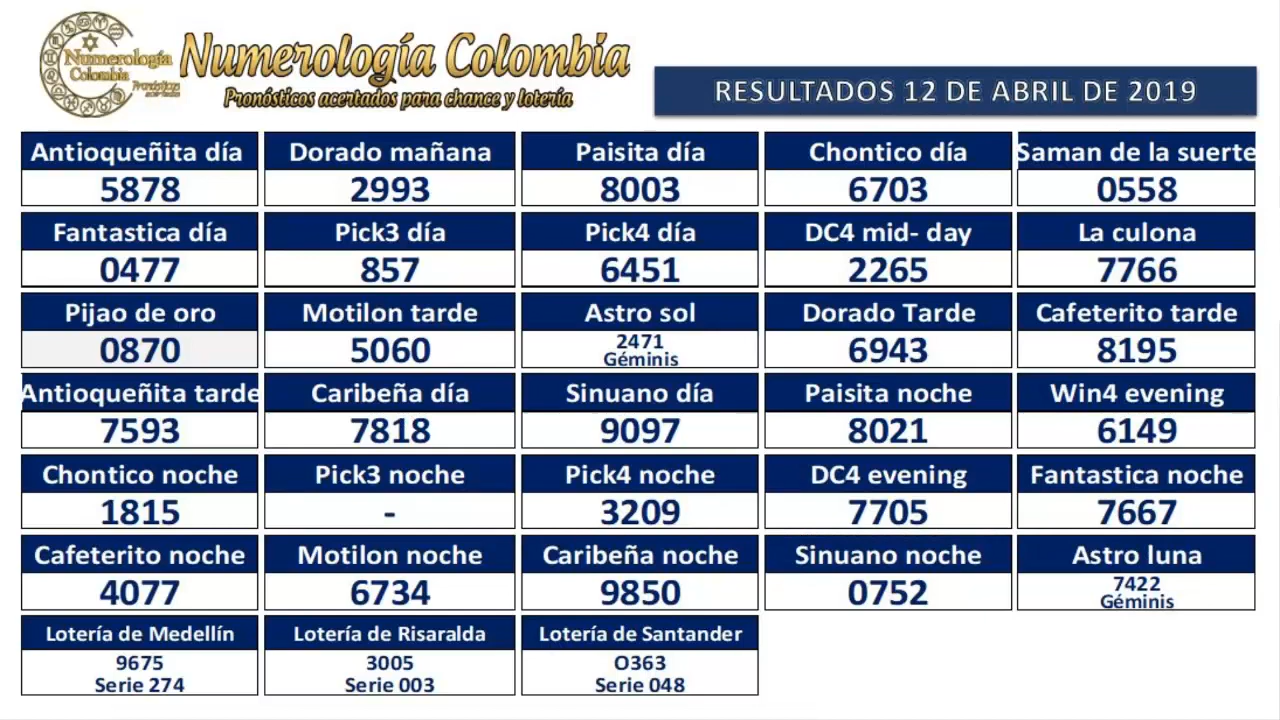 Numerología
Colombia
Pronósticos
Numerología Colombia
Pronósticos acertados para chance y lotería
RESULTADOS 12 DE ABRIL DE 2019
Antioqueñita día Dorado mañana Paisita día Chontico día Saman de la suerte
5878 2993 8003 6703 0558
Fantastica día Pick3 día Pick4 día DC4 mid- day La culona
0477 857 6451 2265 7766
Pijao de oro Motilon tarde Astro sol Dorado Tarde Cafeterito tarde
0870 5060 2471 6943 8195
Géminis
Antioqueñita tarde Caribeña día Sinuano día Paisita noche Win4 evening
7593 7818 9097 8021 6149
Chontico noche Pick3 noche Pick4 noche DC4 evening Fantastica noche
1815 - 3209 7705 7667
Cafeterito noche Motilon noche Caribeña noche Sinuano noche Astro luna
4077 6734 9850 0752 7422
Géminis
Lotería de Medellín Lotería de Risaralda Lotería de Santander
9675 3005 O363
Serie 274 Serie 003 Serie 048